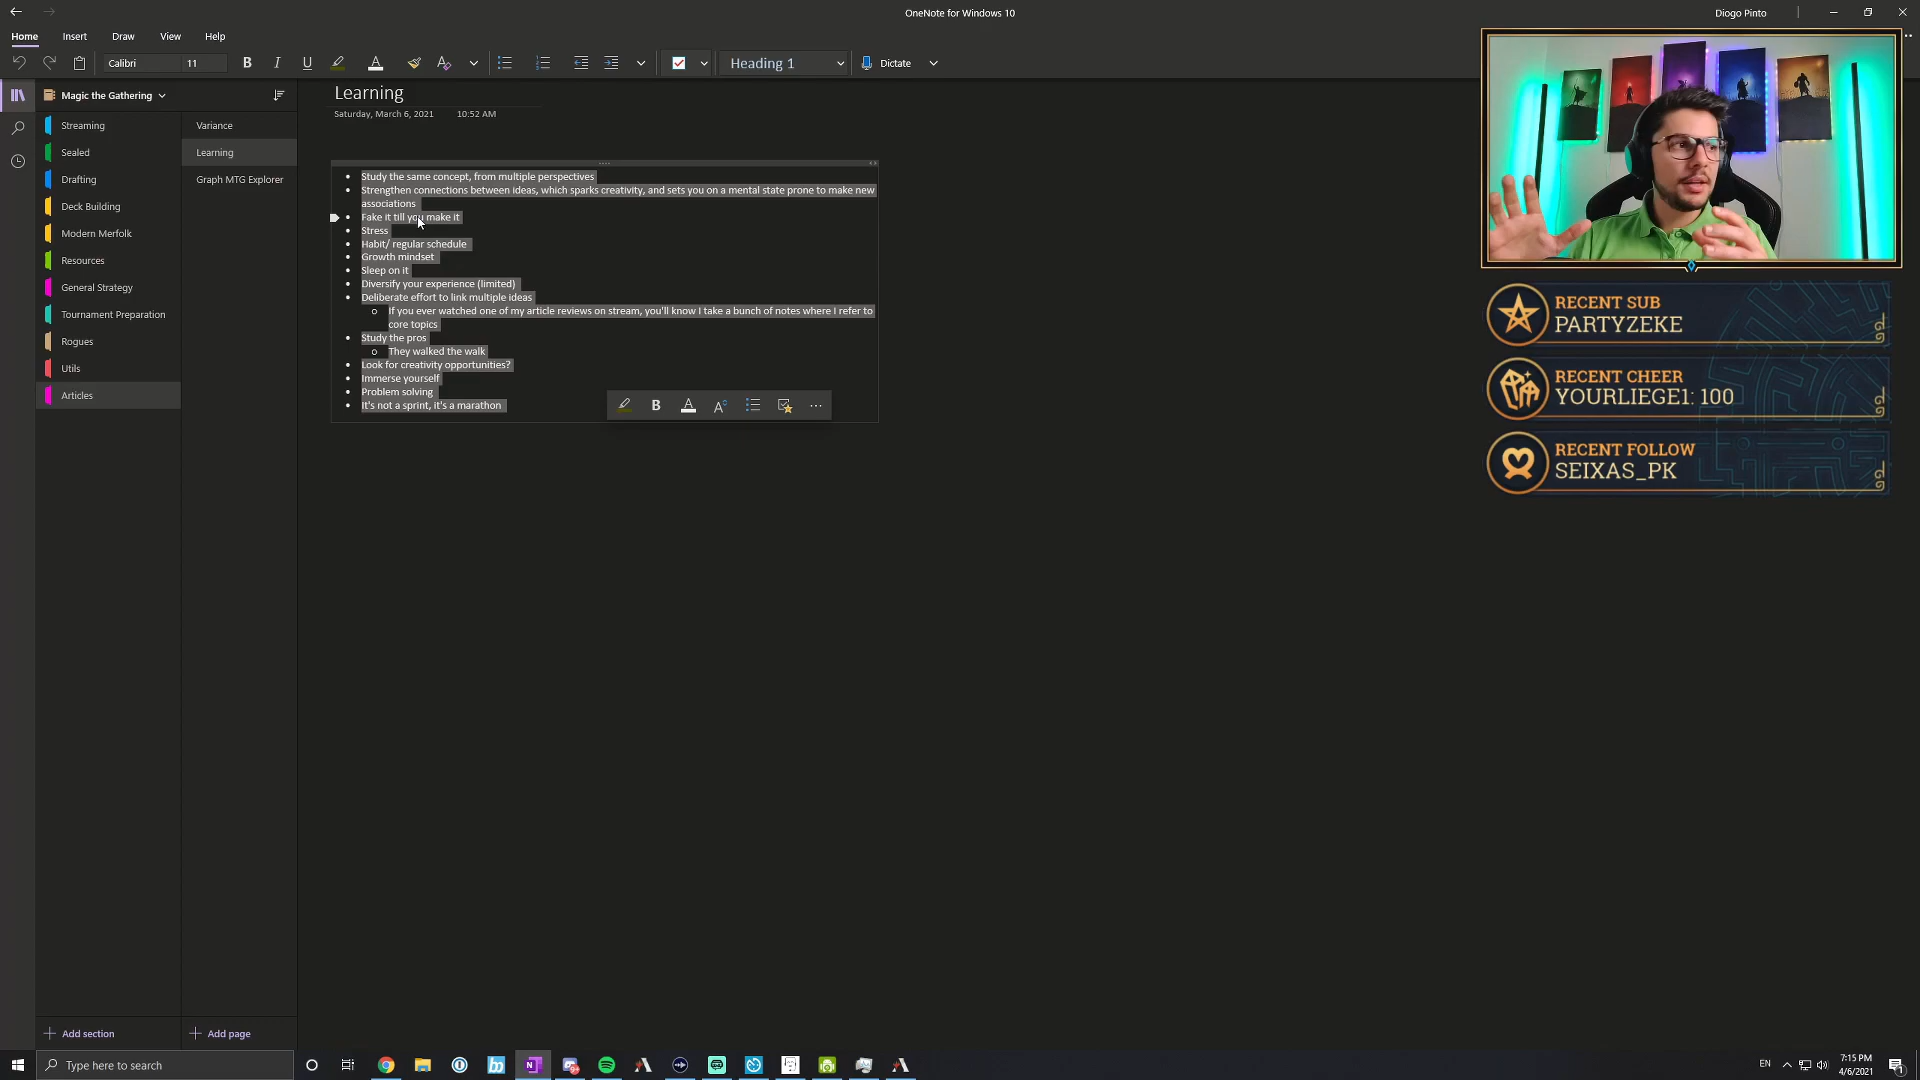 OneNote for Windows 10
Diogo Pinto
Home Insert Draw View Help
Calibri 11 B I U A Heading 1 Dictate
Magic the Gathering
Streaming
Sealed
Drafting
Deck Building
Modern Merfolk
Resources
General Strategy
Tournament Preparation
Rogues
Utils
Articles
Variance
Learning
Graph MTG Explorer
Learning
Saturday, March 6, 2021 10:52 AM
• Study the same concept, from multiple perspectives
• Strengthen connections between ideas, which sparks creativity, and sets you on a mental state prone to make new
associations
• Fake it till you make it
• Stress
• Habit/ regular schedule
• Growth mindset
• Sleep on it
• Diversify your experience (limited)
• Deliberate effort to link multiple ideas
o If you ever watched one of my article reviews on stream, you'll know I take a bunch of notes where I refer to
core topics
• Study the pros
o They walked the walk
• Look for creativity opportunities?
• Immerse yourself
• Problem solving
• It's not a sprint, it's a marathon
B A A
RECENT SUB
PARTYZEKE
RECENT CHEER
YOURLIEGE1: 100
RECENT FOLLOW
SEIXAS_PK
+ Add section
+ Add page
Type here to search
EN
7:15 PM
4/6/2021